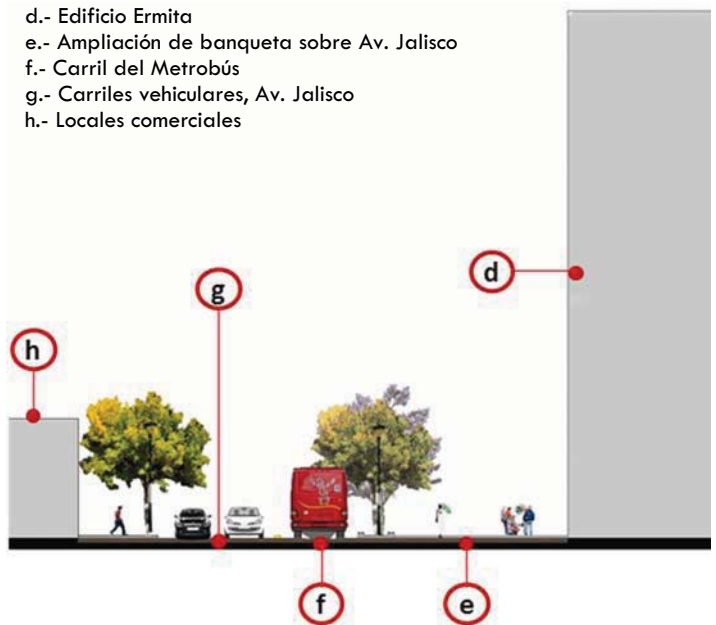 d.- Edificio Ermita
e.- Ampliación de banqueta sobre Av. Jalisco
f.- Carril del Metrobús
g.- Carriles vehiculares, Av. Jalisco
h.- Locales comerciales
d
g
h
f
e